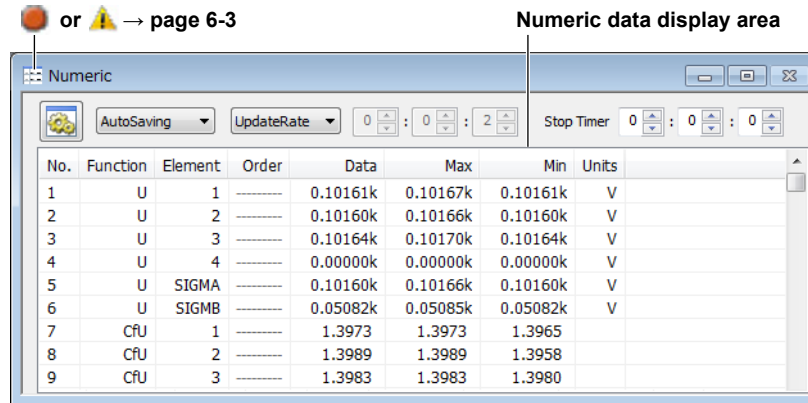 or → page 6-3 Numeric data display area
Numeric
AutoSaving UpdateRate 0 : 0 : 2 Stop Timer 0 : 0 : 0
No. Function Element Order Data Max Min Units
1 U 1 --------- 0.10161k 0.10167k 0.10161k V
2 U 2 --------- 0.10160k 0.10166k 0.10160k V
3 U 3 --------- 0.10164k 0.10170k 0.10164k V
4 U 4 --------- 0.00000k 0.00000k 0.00000k V
5 U SIGMA --------- 0.10160k 0.10166k 0.10160k V
6 U SIGMB --------- 0.05082k 0.05085k 0.05082k V
7 CfU 1 --------- 1.3973 1.3973 1.3965
8 CfU 2 --------- 1.3989 1.3989 1.3958
9 CfU 3 --------- 1.3983 1.3983 1.3980